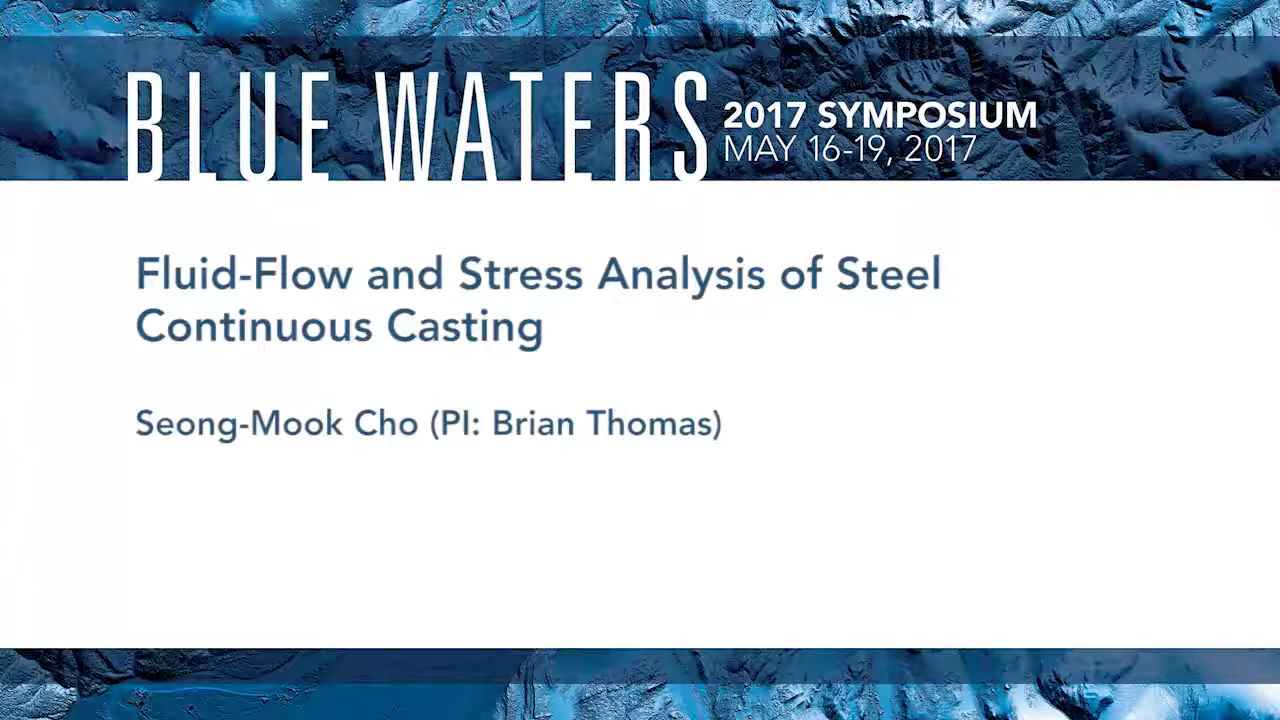 BLUE WATERS
2017 SYMPOSIUM
MAY 16-19, 2017
Fluid-Flow and Stress Analysis of Steel
Continuous Casting
Seong-Mook Cho (PI: Brian Thomas)